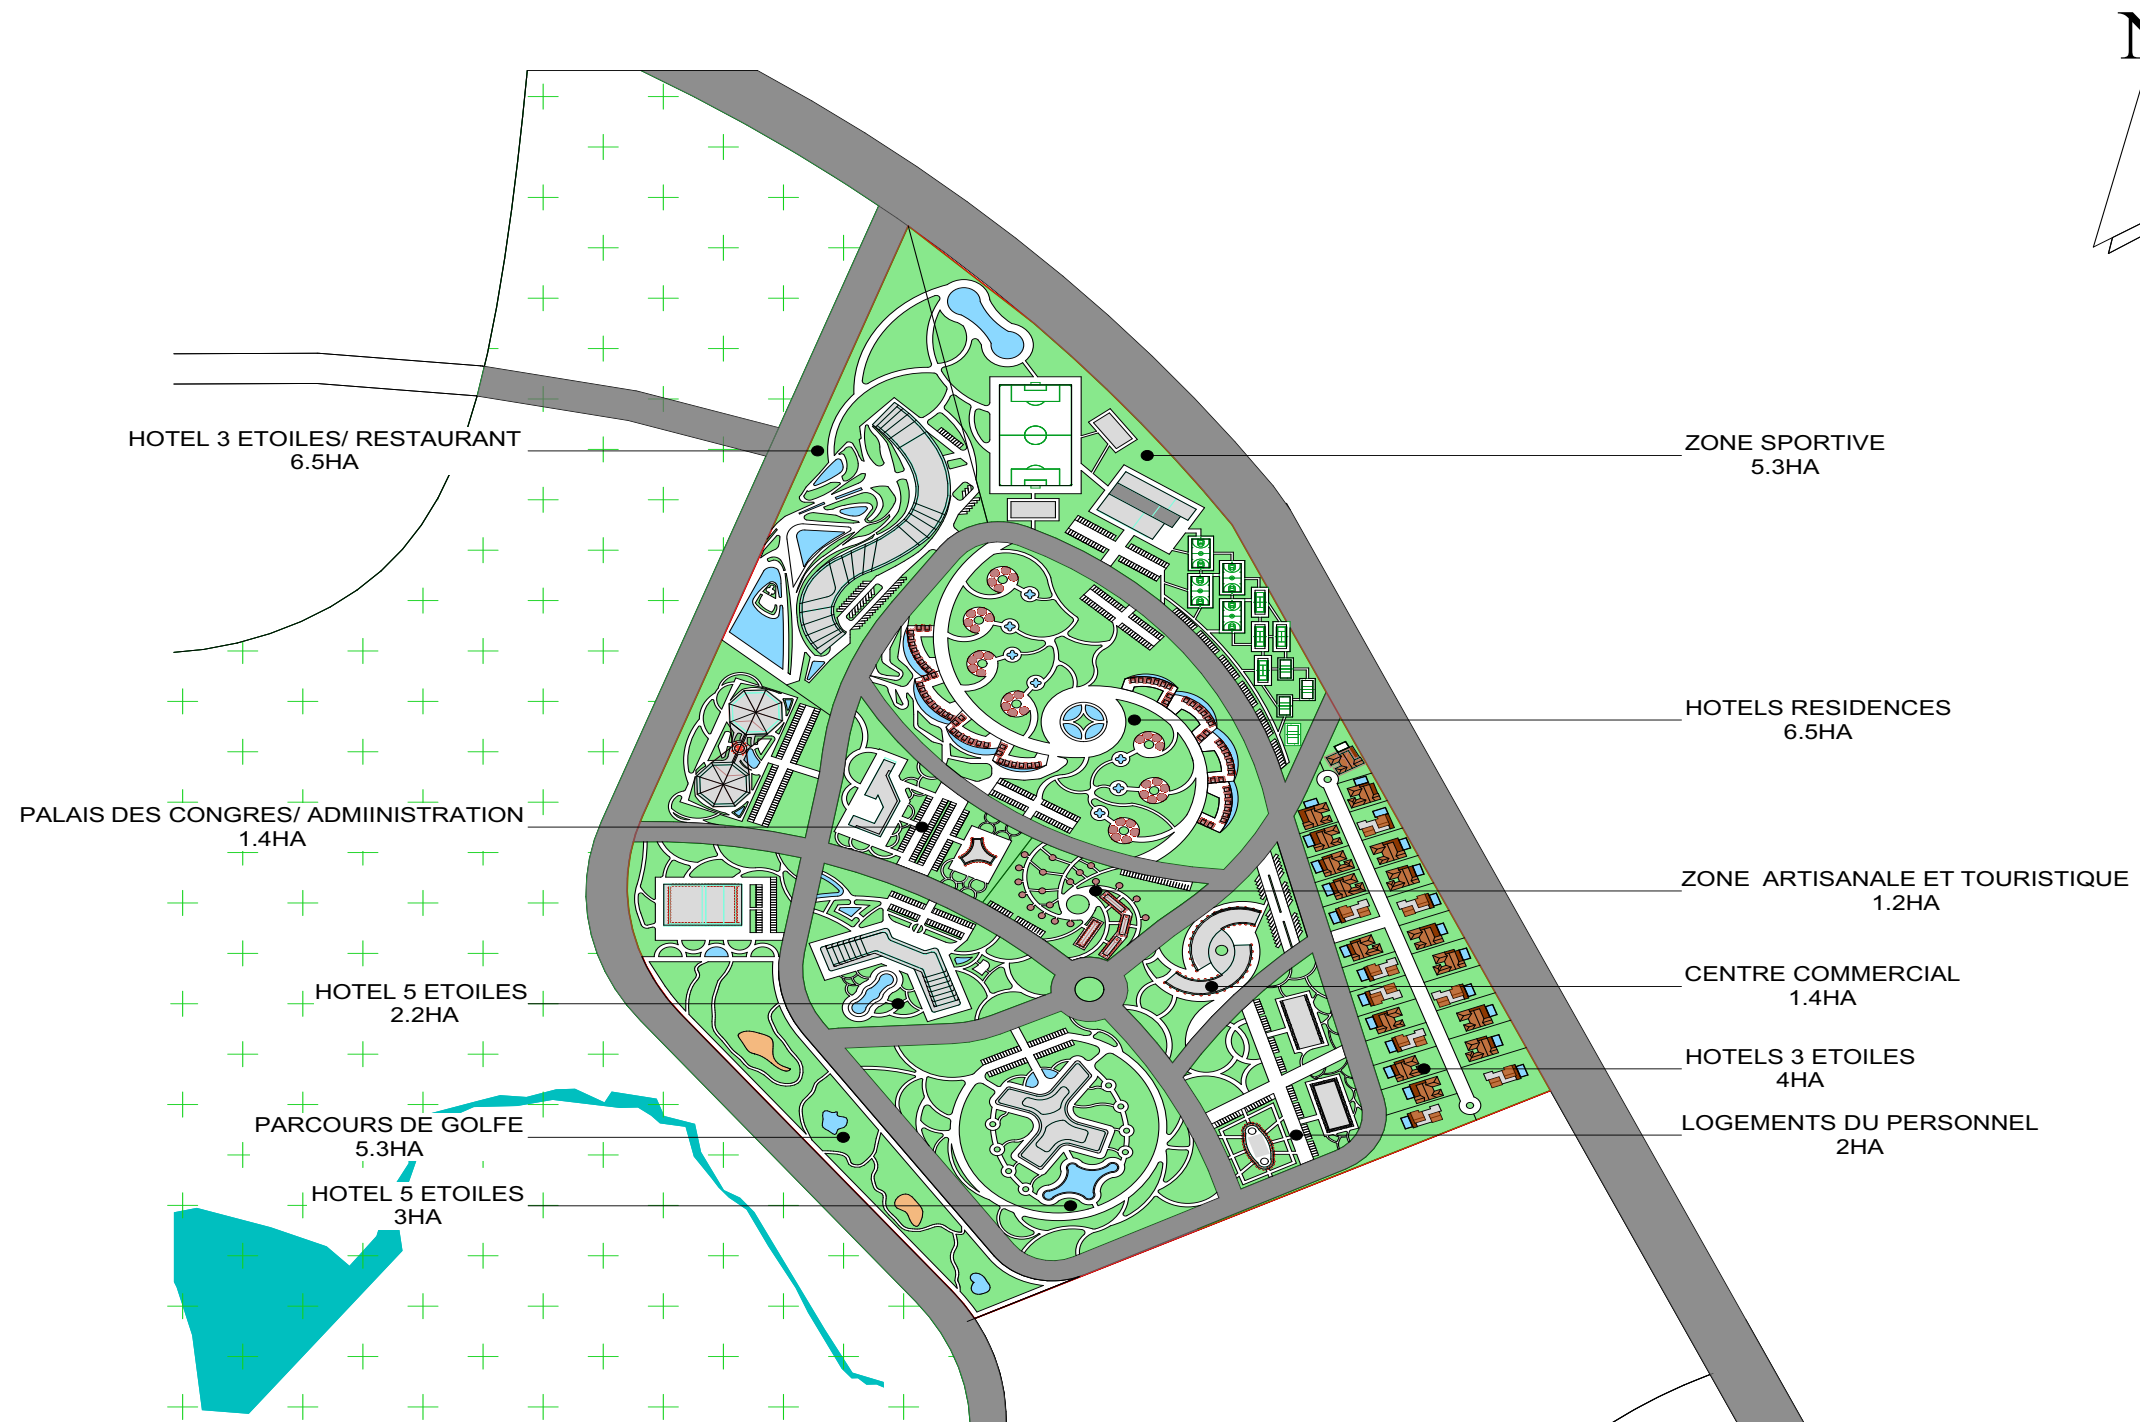 N
HOTEL 3 ETOILES/ RESTAURANT
6.5HA
ZONE SPORTIVE
5.3HA
HOTELS RESIDENCES
6.5HA
PALAIS DES CONGRES/ ADMIINISTRATION
1.4HA
ZONE ARTISANALE ET TOURISTIQUE
1.2HA
CENTRE COMMERCIAL
1.4HA
HOTEL 5 ETOILES
2.2HA
HOTELS 3 ETOILES
4HA
PARCOURS DE GOLFE
5.3HA
LOGEMENTS DU PERSONNEL
2HA
HOTEL 5 ETOILES
3HA